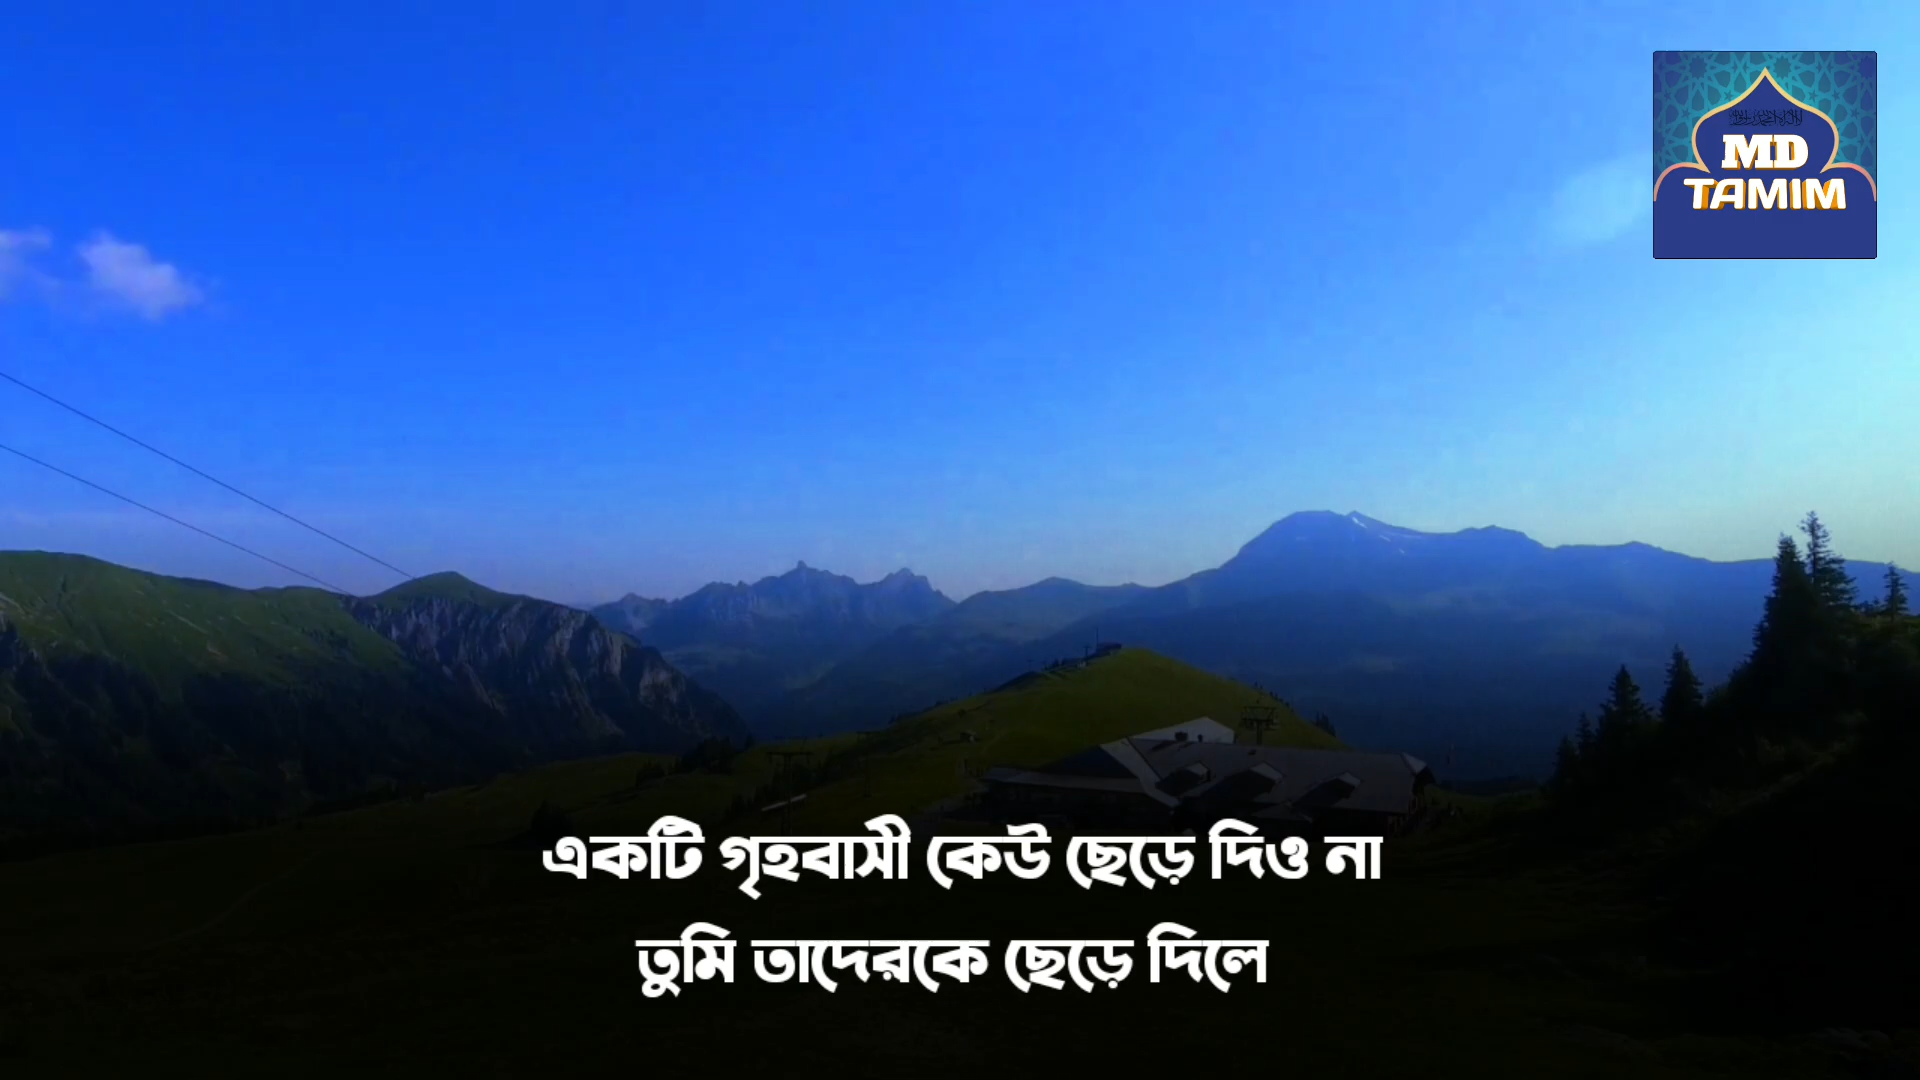 MD
TAMIM
একটি গৃহবাসী কেউ ছেড়ে দিও না
তুমি তাদেরকে ছেড়ে দিলে